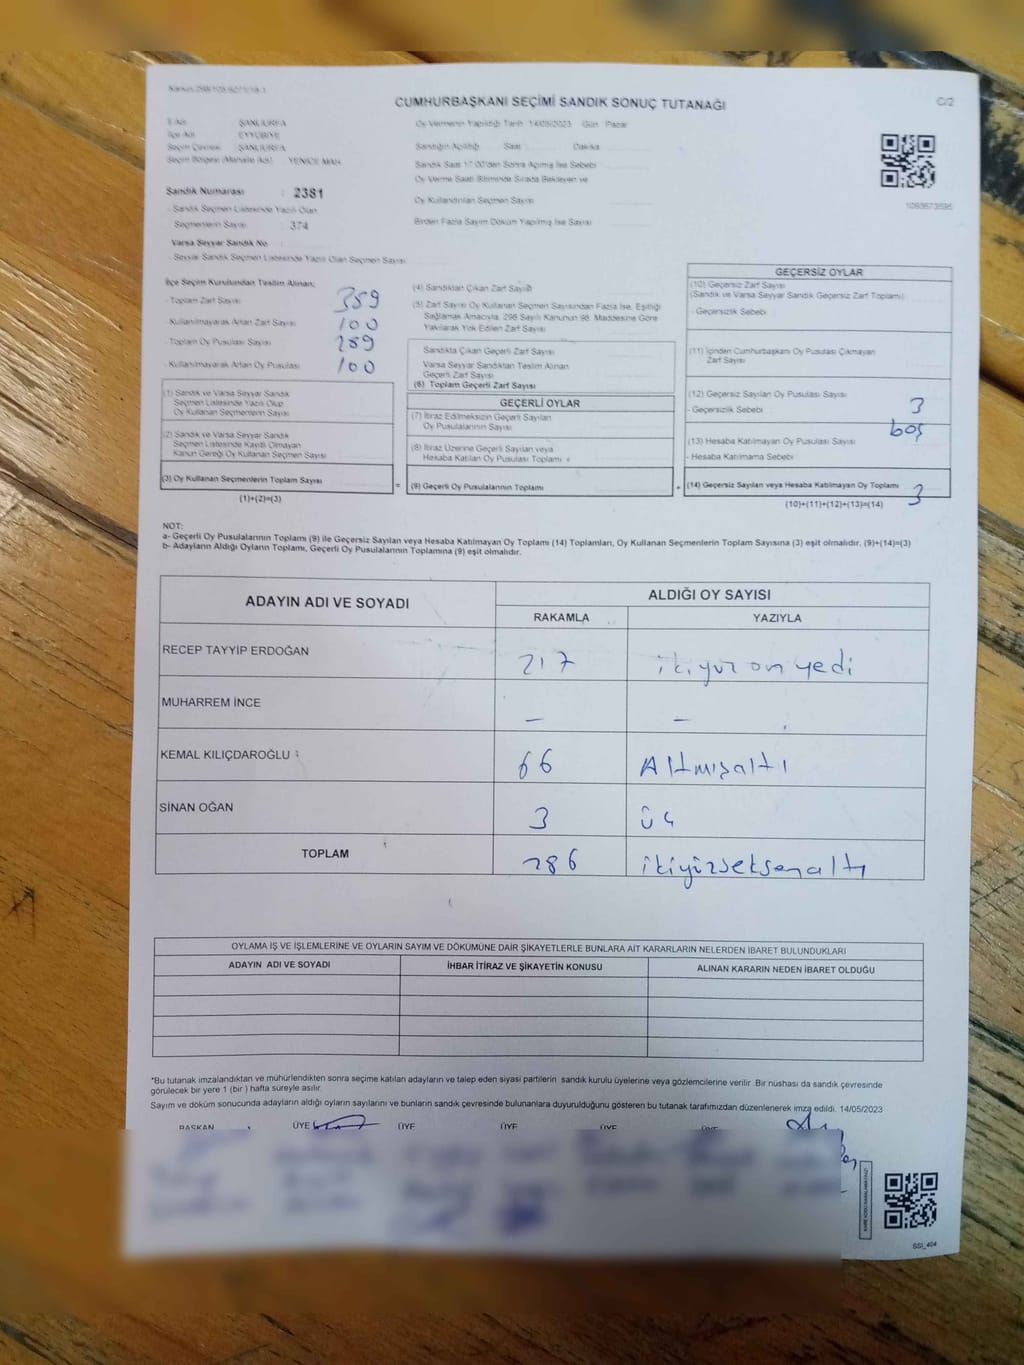 CUMHURBAŞKANI SEÇİMİ SANDIK SONUÇ TUTANAĞI
C/2
İl Adı : ŞANLIURFA
İlçe Adı : EYYÜBİYE
Seçim Çevresi : ŞANLIURFA
Seçim Bölgesi (Mahalle Adı) : YENİCE MAH.
Sandık Numarası : 2381
- Sandık Seçmen Listesinde Yazılı Olan
Seçmenlerin Sayısı : 374
Varsa Seyyar Sandık No
- Seyyar Sandık Seçmen Listesinde Yazılı Olan Seçmen Sayısı:
Oy Vermenin Yapıldığı Tarih :14/05/2023 Gün : Pazar
Sandığın Açıldığı Saat Dakika
Sandık Saat 17:00'den Sonra Açılmış İse Sebebi
Oy Verme Saati Bitiminde Sırada Bekleyen ve
Oy Kullandırılan Seçmen Sayısı
Birden Fazla Sayım Döküm Yapılmış İse Sayısı
İlçe Seçim Kurulundan Teslim Alınan;
- Toplam Zarf Sayısı 359
- Kullanılmayarak Artan Zarf Sayısı 100
- Toplam Oy Pusulası Sayısı 289
- Kullanılmayarak Artan Oy Pusulası 100
(1) Sandık ve Varsa Seyyar Sandık
Seçmen Listesinde Yazılı Olup
Oy Kullanan Seçmenlerin Sayısı
(2) Sandık ve Varsa Seyyar Sandık
Seçmen Listesinde Kayıtlı Olmayan
Kanun Gereği Oy Kullanan Seçmen Sayısı
(3) Oy Kullanan Seçmenlerin Toplam Sayısı
(1)+(2)=(3)
(4) Sandıktan Çıkan Zarf Sayısı
(5) Zarf Sayısı Oy Kullanan Seçmen Sayısından Fazla İse, Eşitliği
Sağlamak Amacıyla, 298 Sayılı Kanunun 98. Maddesine Göre
Yakılarak Yok Edilen Zarf Sayısı
Sandıkta Çıkan Geçerli Zarf Sayısı
Varsa Seyyar Sandıktan Teslim Alınan
Geçerli Zarf Sayısı
(6) Toplam Geçerli Zarf Sayısı
GEÇERLİ OYLAR
(7) İtiraz Edilmeksizin Geçerli Sayılan
Oy Pusulalarının Sayısı
(8) İtiraz Üzerine Geçerli Sayılan veya
Hesaba Katılan Oy Pusulası Toplamı
= (9) Geçerli Oy Pusulalarının Toplamı
GEÇERSİZ OYLAR
(10) Geçersiz Zarf Sayısı
(Sandık ve Varsa Seyyar Sandık Geçersiz Zarf Toplamı)
- Geçersizlik Sebebi
(11) İçinden Cumhurbaşkanı Oy Pusulası Çıkmayan
Zarf Sayısı
(12) Geçersiz Sayılan Oy Pusulası Sayısı 3
- Geçersizlik Sebebi boş
(13) Hesaba Katılmayan Oy Pusulası Sayısı
- Hesaba Katılmama Sebebi
+ (14) Geçersiz Sayılan veya Hesaba Katılmayan Oy Toplamı 3
(10)+(11)+(12)+(13)=(14)
NOT:
a- Geçerli Oy Pusulalarının Toplamı (9) ile Geçersiz Sayılan veya Hesaba Katılmayan Oy Toplamı (14) Toplamları, Oy Kullanan Seçmenlerin Toplam Sayısına (3) eşit olmalıdır. (9)+(14)=(3)
b- Adayların Aldığı Oyların Toplamı, Geçerli Oy Pusulalarının Toplamına (9) eşit olmalıdır.
ADAYIN ADI VE SOYADI
ALDIĞI OY SAYISI
RAKAMLA YAZIYLA
RECEP TAYYİP ERDOĞAN 217 ikiyüz on yedi
MUHARREM İNCE – –
KEMAL KILIÇDAROĞLU 66 Altmışaltı
SİNAN OĞAN 3 üç
TOPLAM 286 ikiyüzseksenaltı
OYLAMA İŞ VE İŞLEMLERİNE VE OYLARIN SAYIM VE DÖKÜMÜNE DAİR ŞİKAYETLERLE BUNLARA AİT KARARLARIN NELERDEN İBARET BULUNDUKLARI
ADAYIN ADI VE SOYADI İHBAR İTİRAZ VE ŞİKAYETİN KONUSU ALINAN KARARIN NEDEN İBARET OLDUĞU
*Bu tutanak imzalandıktan ve mühürlendikten sonra seçime katılan adayların ve talep eden siyasi partilerin sandık kurulu üyelerine veya gözlemcilerine verilir. Bir nüshası da sandık çevresinde
görülecek bir yere 1 (bir ) hafta süreyle asılır.
Sayım ve döküm sonucunda adayların aldığı oyların sayılarını ve bunların sandık çevresinde bulunanlara duyurulduğunu gösteren bu tutanak tarafımızdan düzenlenerek imza edildi. 14/05/2023
BAŞKAN ÜYE ÜYE ÜYE ÜYE ÜYE
SSI_404